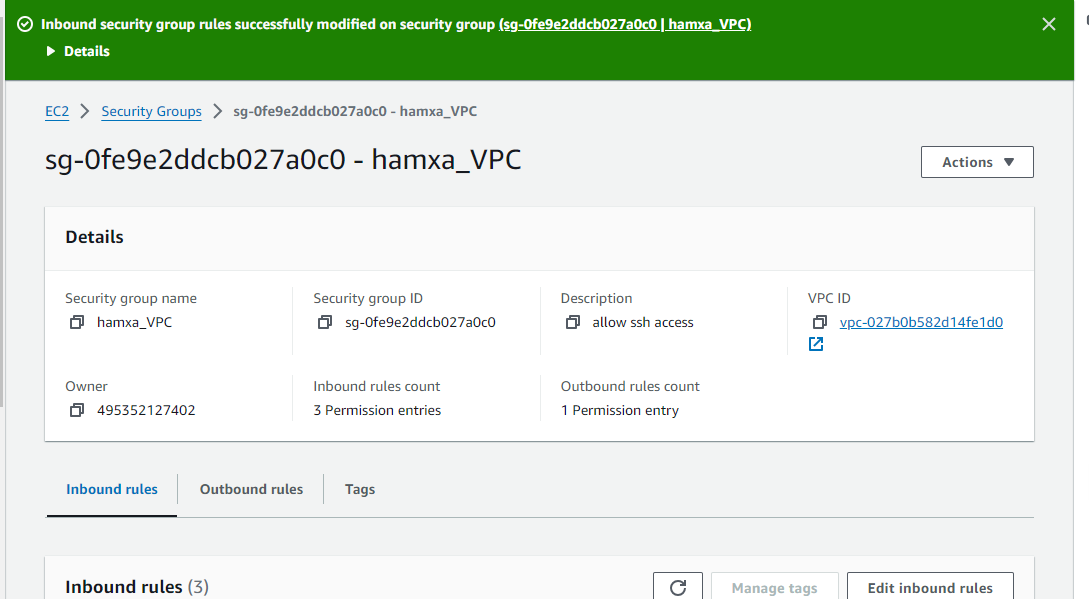 Inbound security group rules successfully modified on security group (sg-0fe9e2ddcb027a0c0 | hamxa_VPC)
Details
EC2 > Security Groups > sg-0fe9e2ddcb027a0c0 - hamxa_VPC
sg-0fe9e2ddcb027a0c0 - hamxa_VPC
Actions
Details
Security group name
hamxa_VPC
Security group ID
sg-0fe9e2ddcb027a0c0
Description
allow ssh access
VPC ID
vpc-027b0b582d14fe1d0
Owner
495352127402
Inbound rules count
3 Permission entries
Outbound rules count
1 Permission entry
Inbound rules
Outbound rules
Tags
Inbound rules (3)
Manage tags
Edit inbound rules